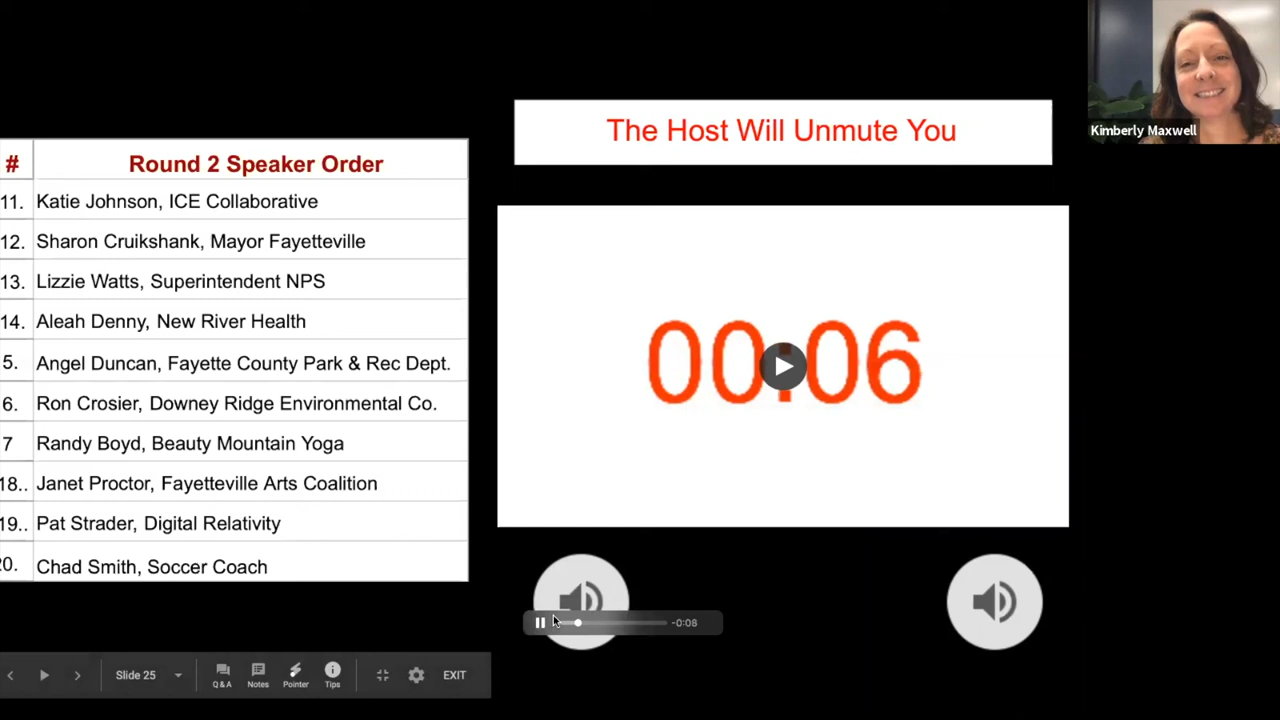 The Host Will Unmute You
Kimberly Maxwell
# Round 2 Speaker Order
11. Katie Johnson, ICE Collaborative
12. Sharon Cruikshank, Mayor Fayetteville
13. Lizzie Watts, Superintendent NPS
14. Aleah Denny, New River Health
5. Angel Duncan, Fayette County Park & Rec Dept.
6. Ron Crosier, Downey Ridge Environmental Co.
7 Randy Boyd, Beauty Mountain Yoga
18.. Janet Proctor, Fayetteville Arts Coalition
19.. Pat Strader, Digital Relativity
20. Chad Smith, Soccer Coach
00:06
-0:08
Slide 25
Q & A
Notes
Pointer
Tips
EXIT